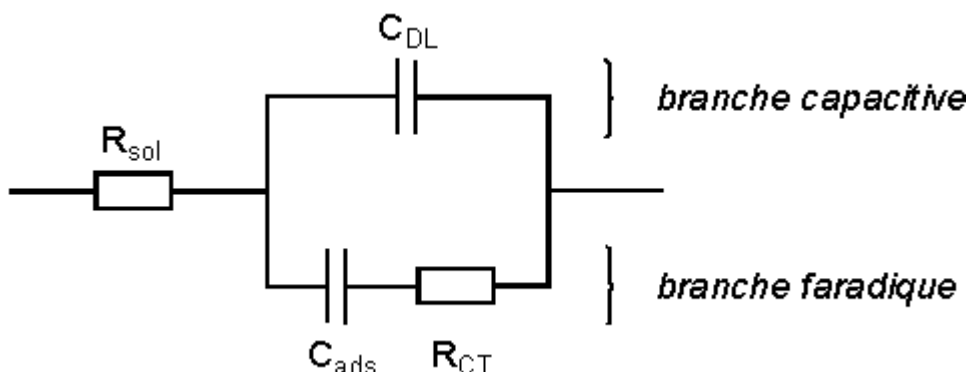 C_DL
branche capacitive
R_sol
branche faradique
C_ads
R_CT